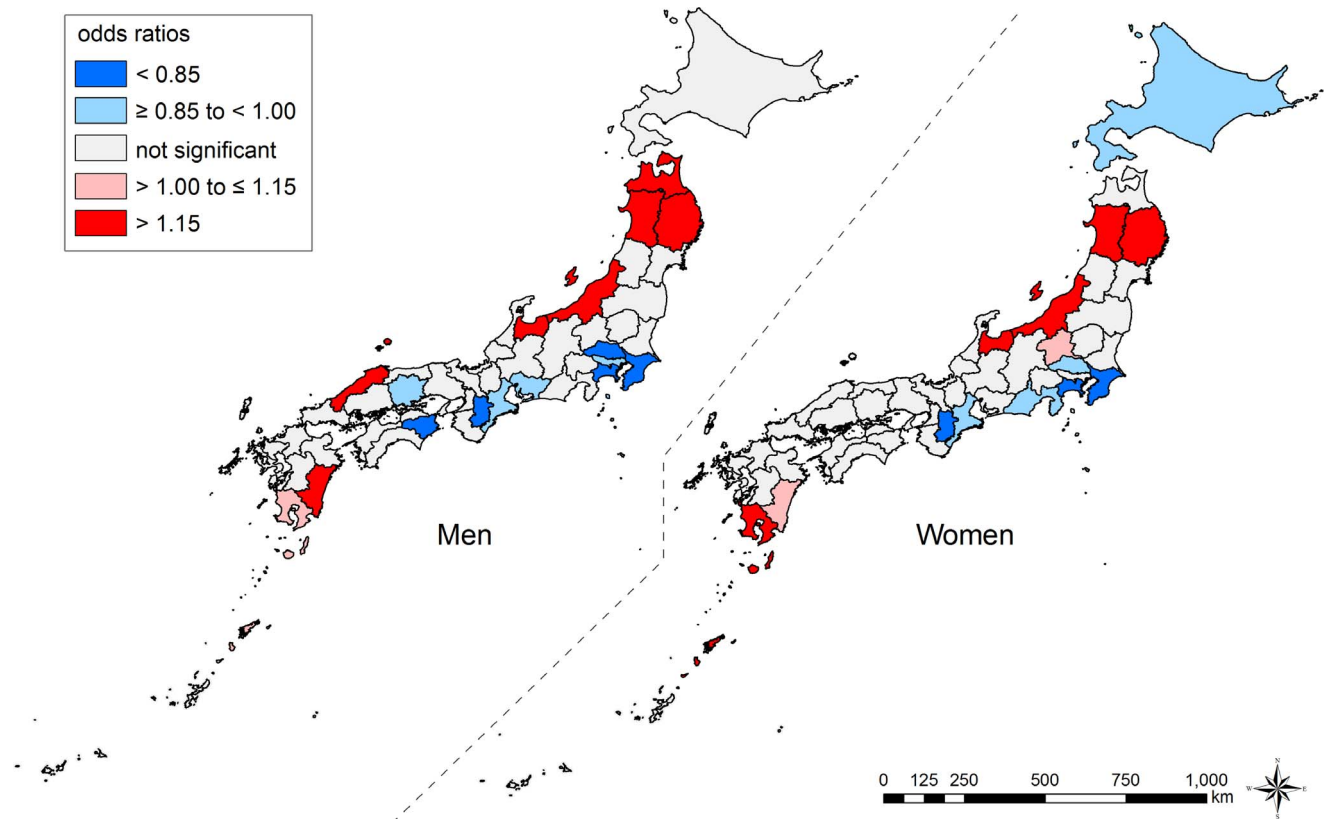 odds ratios
< 0.85
≥ 0.85 to < 1.00
not significant
> 1.00 to ≤ 1.15
> 1.15
Men
Women
0 125 250 500 750 1,000
km
N
W E
S